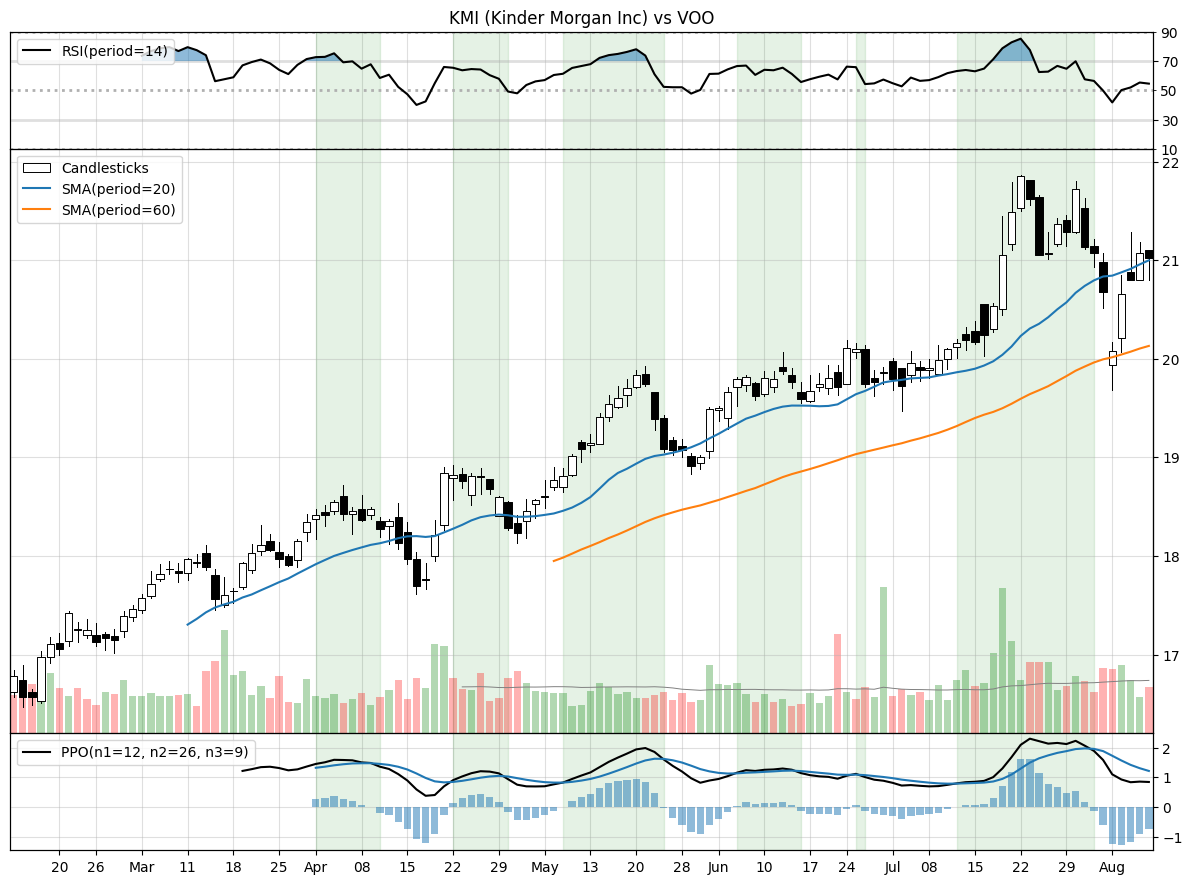 KMI (Kinder Morgan Inc) vs VOO
RSI(period=14)
90
70
50
30
10
Candlesticks
SMA(period=20)
SMA(period=60)
22
21
20
19
18
17
PPO(n1=12, n2=26, n3=9)
2
1
0
−1
20 26 Mar 11 18 25 Apr 08 15 22 May 13 20 28 Jun 10 17 24 Jul 08 15 22 29 Aug